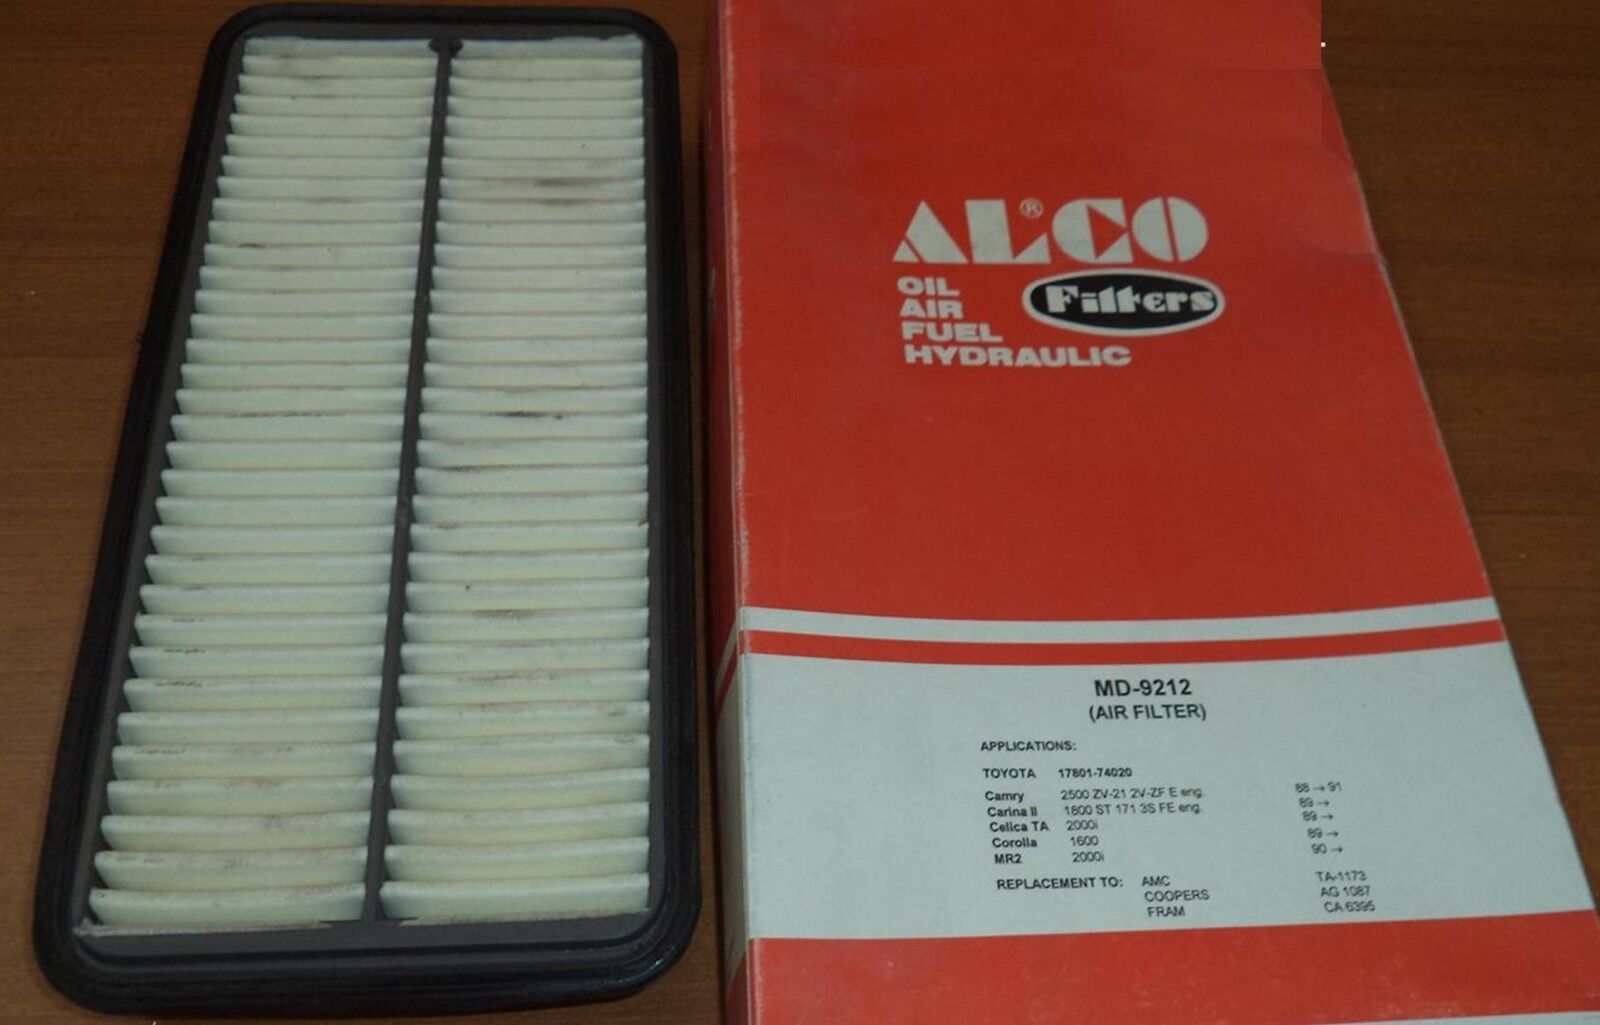 ALCO®
Filters
OIL
AIR
FUEL
HYDRAULIC
MD-9212
(AIR FILTER)
APPLICATIONS:
TOYOTA 17801-74020
Camry 2500 ZV-21 2V-ZF E eng. 88 → 91
Carina II 1800 ST 171 3S FE eng. 89 →
Celica TA 2000i 89 →
Corolla 1600 89 →
MR2 2000i 90 →
REPLACEMENT TO: AMC TA-1173
COOPERS AG 1087
FRAM CA 6395